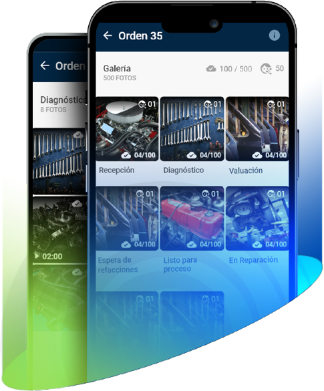 Orden 35
Galería
500 FOTOS
100 / 500
50
01
04/100
01
04/100
01
04/100
Recepción
Diagnóstico
Valuación
01
04/100
01
04/100
01
04/100
Espera de
refacciones
Listo para
proceso
En Reparación
Orden
Diagnóstic
8 FOTOS
02:00